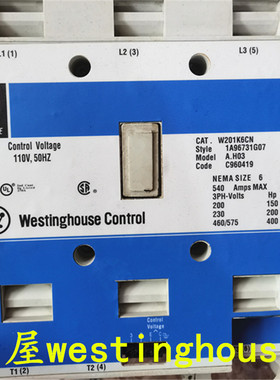 L1 (1)
L2 (3)
L3 (5)
Control Voltage
110V, 50HZ
CAT. W201K6CN
Style 1A96731G07
Model A.H03
C960419
NEMA SIZE 6
540 Amps MAX
3PH-Volts Hp
200 150
230 200
460/575 400
Westinghouse Control
Control
Voltage
T1 (2)
T2 (4)
屋westinghous